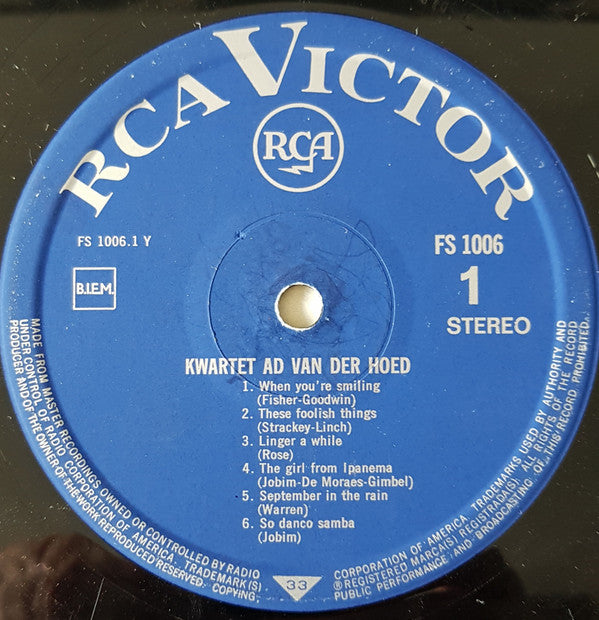 RCA VICTOR
RCA
FS 1006.1 Y
FS 1006
B.I.E.M.
1
STEREO
KWARTET AD VAN DER HOED
1. When you're smiling
(Fisher-Goodwin)
2. These foolish things
(Strackey-Linch)
3. Linger a while
(Rose)
4. The girl from Ipanema
(Jobim-De Moraes-Gimbel)
5. September in the rain
(Warren)
6. So danco samba
(Jobim)
MADE FROM MASTER RECORDINGS OWNED OR CONTROLLED BY RADIO
UNDER CONTROL OF RADIO CORPORATION OF AMERICA. TRADEMARK(S)
PRODUCER AND OF THE OWNER OF THE WORK REPRODUCED RESERVED. COPYING,
33
CORPORATION OF AMERICA. TRADEMARKS USED BY AUTHORITY AND
® REGISTERED MARCA(S) REGISTRADA(S). ALL RIGHTS OF THE RECORD
PUBLIC PERFORMANCE AND BROADCASTING OF THIS RECORD PROHIBITED.